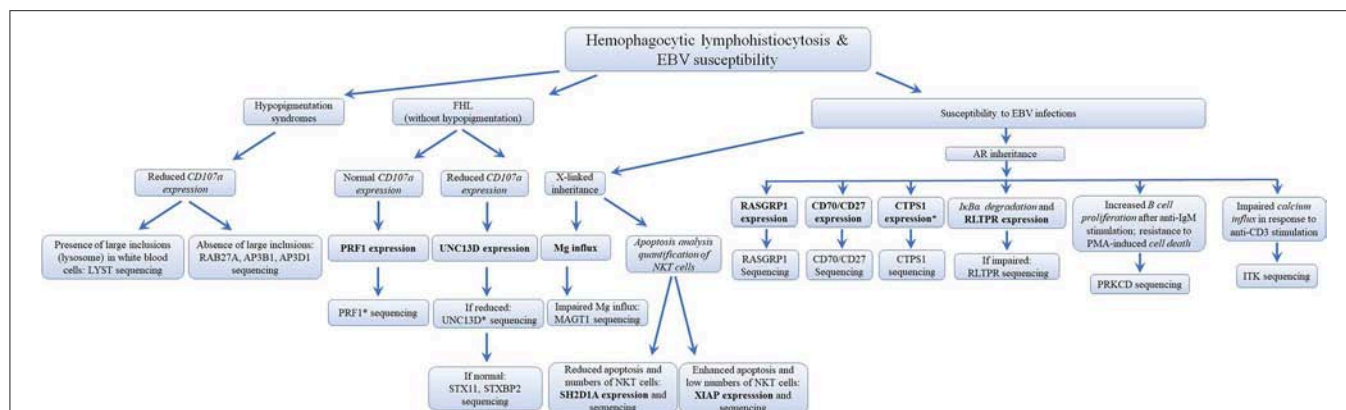 Hemophagocytic lymphohistiocytosis &
EBV susceptibility
Hypopigmentation
syndromes
FHL
(without hypopigmentation)
Susceptibility to EBV infections
AR inheritance
Reduced CD107a
expression
Normal CD107a
expression
Reduced CD107a
expression
X-linked
inheritance
RASGRP1
expression
CD70/CD27
expression
CTPS1
expression*
IκBa degradation and
RLTPR expression
Increased B cell
proliferation after anti-IgM
stimulation; resistance to
PMA-induced cell death
Impaired calcium
influx in response to
anti-CD3 stimulation
Presence of large inclusions
(lysosome) in white blood
cells: LYST sequencing
Absence of large inclusions:
RAB27A, AP3B1, AP3D1
sequencing
PRF1 expression
UNC13D expression
Mg influx
Apoptosis analysis
quantification of
NKT cells
RASGRP1
Sequencing
CD70/CD27
Sequencing
CTPS1
sequencing
If impaired:
RLTPR sequencing
PRKCD sequencing
ITK sequencing
PRF1* sequencing
If reduced:
UNC13D* sequencing
Impaired Mg influx:
MAGT1 sequencing
If normal:
STX11, STXBP2
sequencing
Reduced apoptosis and
numbers of NKT cells:
SH2D1A expression and
sequencing
Enhanced apoptosis and
low numbers of NKT cells:
XIAP expresssion and
sequencing